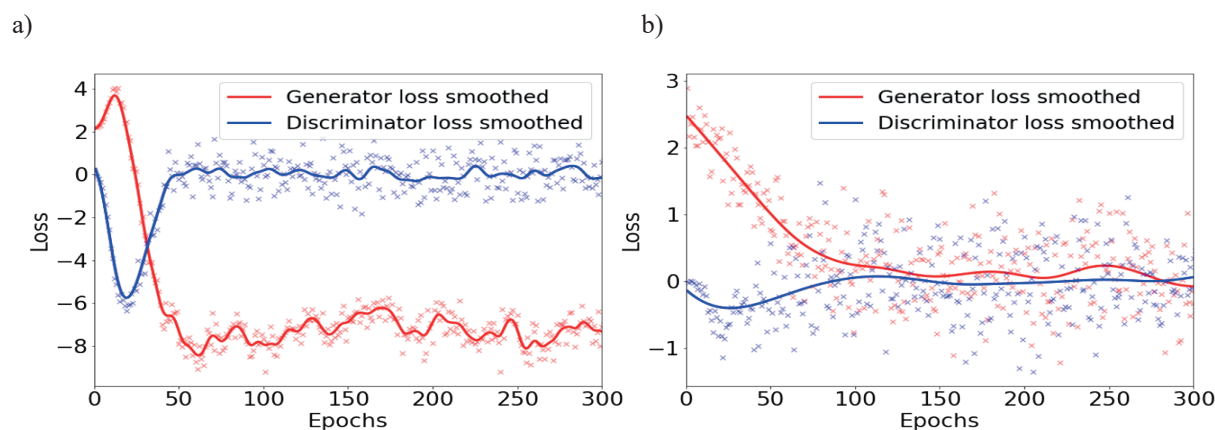 a)
b)
4
2
0
−2
−4
−6
−8
Loss
0
50
100
150
200
250
300
Epochs
Generator loss smoothed
Discriminator loss smoothed
3
2
1
0
−1
Loss
0
50
100
150
200
250
300
Epochs
Generator loss smoothed
Discriminator loss smoothed